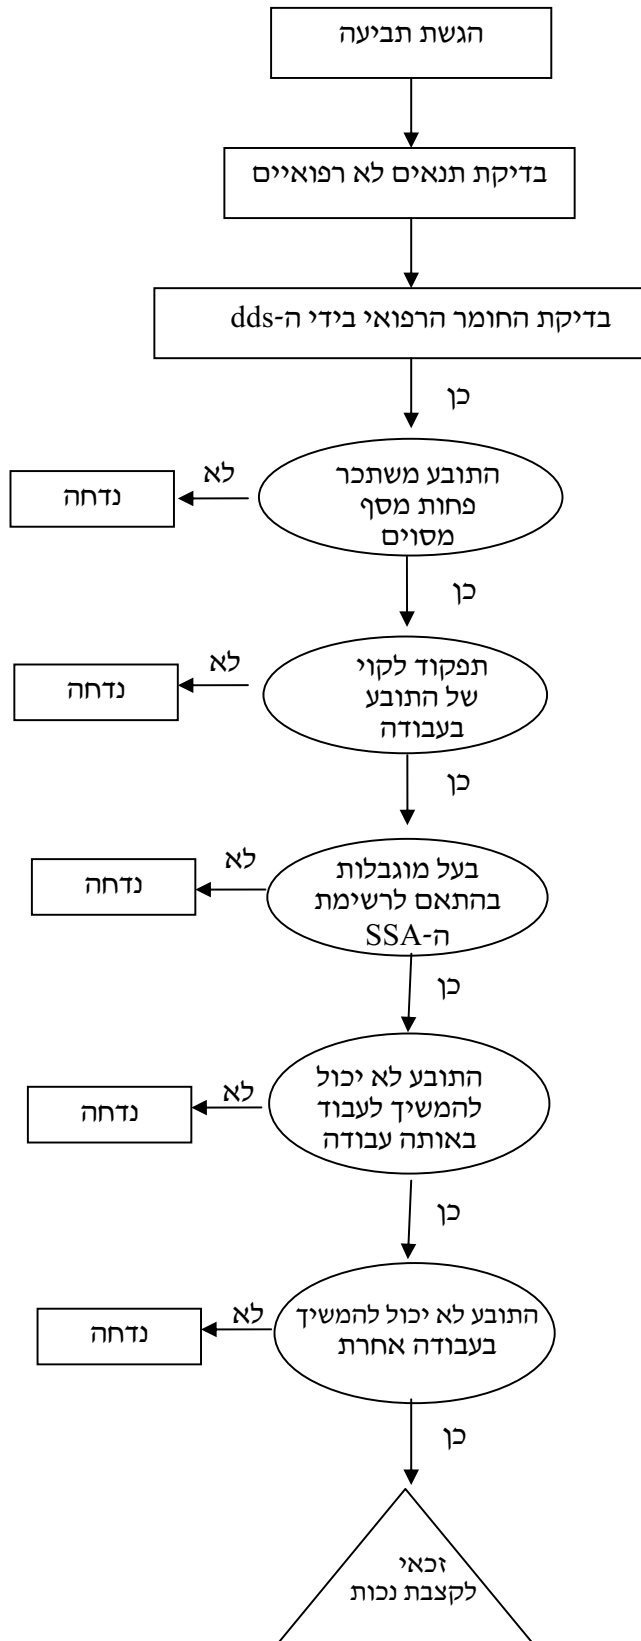 הגשת תביעה
בדיקת תנאים לא רפואיים
בדיקת החומר הרפואי בידי ה-dds
כן
התובע משתכר
פחות מסף
מסוים
לא
נדחה
כן
תפקוד לקוי
של התובע
בעבודה
לא
נדחה
כן
בעל מוגבלות
בהתאם לרשימת
ה-SSA
לא
נדחה
כן
התובע לא יכול
להמשיך לעבוד
באותה עבודה
לא
נדחה
כן
התובע לא יכול להמשיך
בעבודה אחרת
לא
נדחה
כן
זכאי
לקצבת נכות